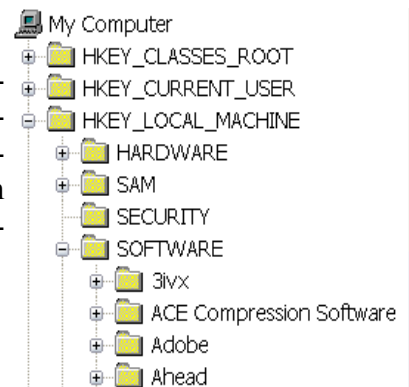 My Computer
HKEY_CLASSES_ROOT
HKEY_CURRENT_USER
HKEY_LOCAL_MACHINE
HARDWARE
SAM
SECURITY
SOFTWARE
3ivx
ACE Compression Software
Adobe
Ahead